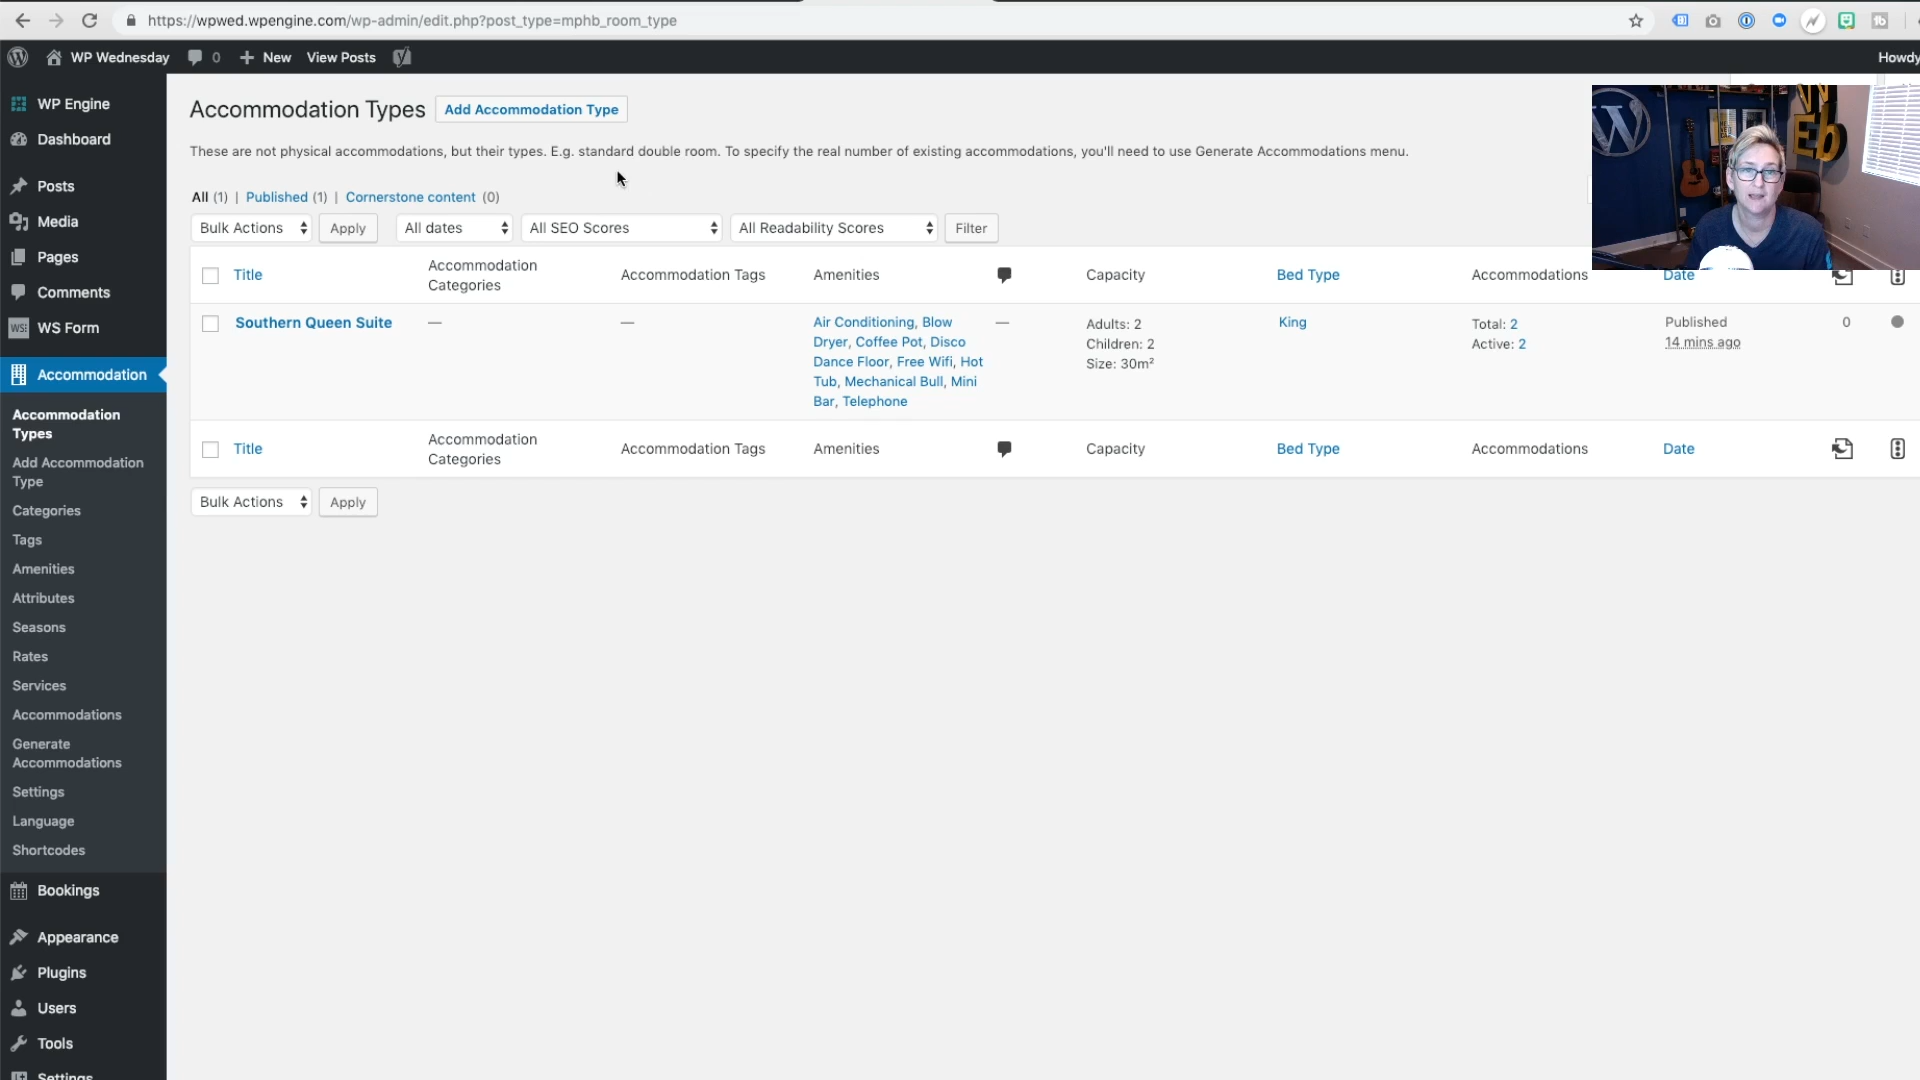 https://wpwed.wpengine.com/wp-admin/edit.php?post_type=mphb_room_type
WP Wednesday 0 New View Posts Howdy
WP Engine
Dashboard
Posts
Media
Pages
Comments
WS Form
Accommodation
Accommodation
Types
Add Accommodation
Type
Categories
Tags
Amenities
Attributes
Seasons
Rates
Services
Accommodations
Generate
Accommodations
Settings
Language
Shortcodes
Bookings
Appearance
Plugins
Users
Tools
Settings
Accommodation Types Add Accommodation Type
These are not physical accommodations, but their types. E.g. standard double room. To specify the real number of existing accommodations, you'll need to use Generate Accommodations menu.
All (1) | Published (1) | Cornerstone content (0)
Bulk Actions Apply All dates All SEO Scores All Readability Scores Filter
Title Accommodation Categories Accommodation Tags Amenities Capacity Bed Type Accommodations Date
Southern Queen Suite — — Air Conditioning, Blow — Adults: 2 King Total: 2 Published 0
Dryer, Coffee Pot, Disco Children: 2 Active: 2 14 mins ago
Dance Floor, Free Wifi, Hot Size: 30m²
Tub, Mechanical Bull, Mini
Bar, Telephone
Title Accommodation Categories Accommodation Tags Amenities Capacity Bed Type Accommodations Date
Bulk Actions Apply
W
Eb